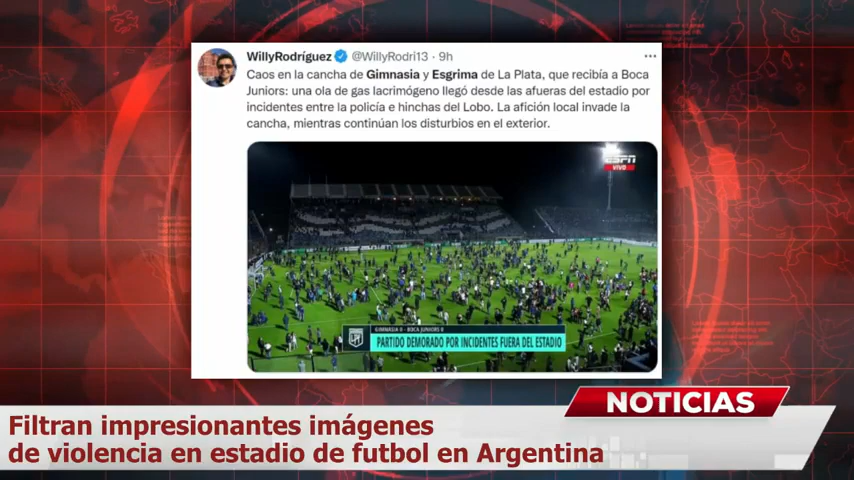 WillyRodríguez @WillyRodri13 · 9h
Caos en la cancha de Gimnasia y Esgrima de La Plata, que recibía a Boca
Juniors: una ola de gas lacrimógeno llegó desde las afueras del estadio por
incidentes entre la policía e hinchas del Lobo. La afición local invade la
cancha, mientras continúan los disturbios en el exterior.
ESPN
VIVO
GIMNASIA 0 - BOCA JUNIORS 0
PARTIDO DEMORADO POR INCIDENTES FUERA DEL ESTADIO
NOTICIAS
Filtran impresionantes imágenes
de violencia en estadio de futbol en Argentina